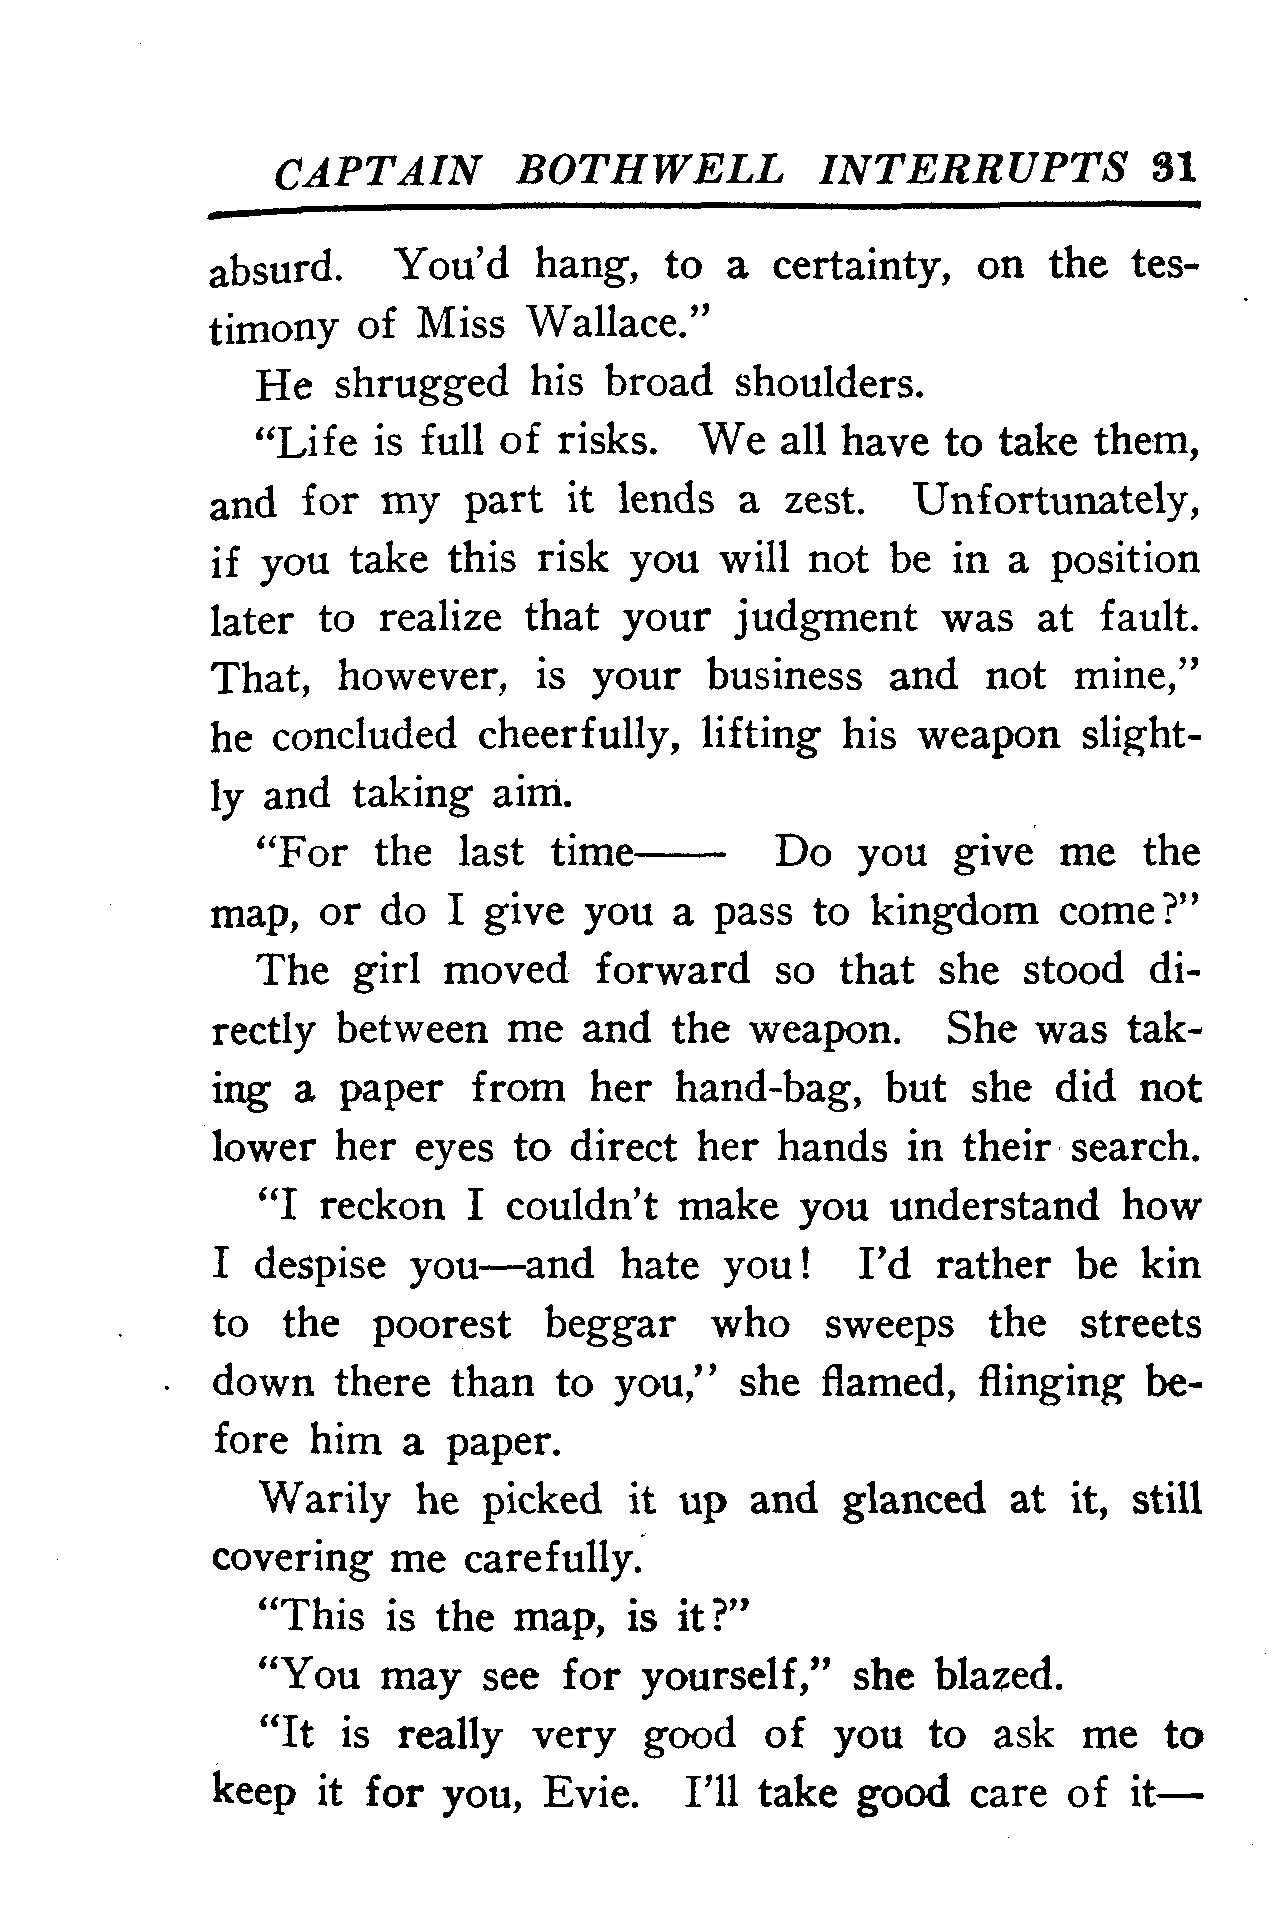 CAPTAIN BOTHWELL INTERRUPTS 31
absurd. You'd hang, to a certainty, on the tes-
timony of Miss Wallace."
He shrugged his broad shoulders.
"Life is full of risks. We all have to take them,
and for my part it lends a zest. Unfortunately,
if you take this risk you will not be in a position
later to realize that your judgment was at fault.
That, however, is your business and not mine,"
he concluded cheerfully, lifting his weapon slight-
ly and taking aim.
"For the last time—— Do you give me the
map, or do I give you a pass to kingdom come?"
The girl moved forward so that she stood di-
rectly between me and the weapon. She was tak-
ing a paper from her hand-bag, but she did not
lower her eyes to direct her hands in their search.
"I reckon I couldn't make you understand how
I despise you—and hate you! I'd rather be kin
to the poorest beggar who sweeps the streets
down there than to you," she flamed, flinging be-
fore him a paper.
Warily he picked it up and glanced at it, still
covering me carefully.
"This is the map, is it?"
"You may see for yourself," she blazed.
"It is really very good of you to ask me to
keep it for you, Evie. I'll take good care of it—